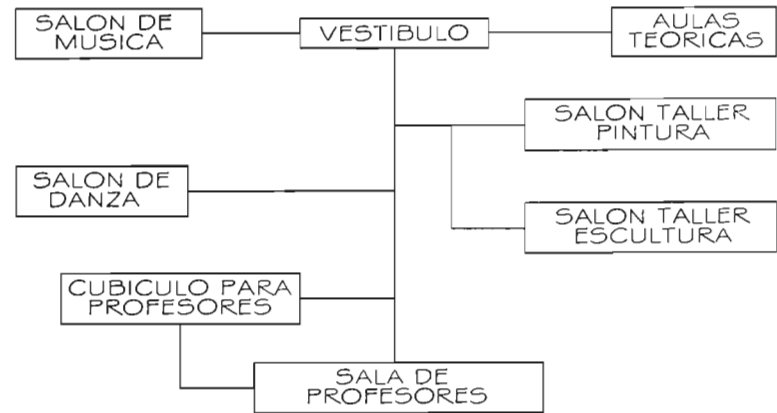 SALON DE
MUSICA
VESTIBULO
AULAS
TEORICAS
SALON TALLER
PINTURA
SALON DE
DANZA
SALON TALLER
ESCULTURA
CUBICULO PARA
PROFESORES
SALA DE
PROFESORES